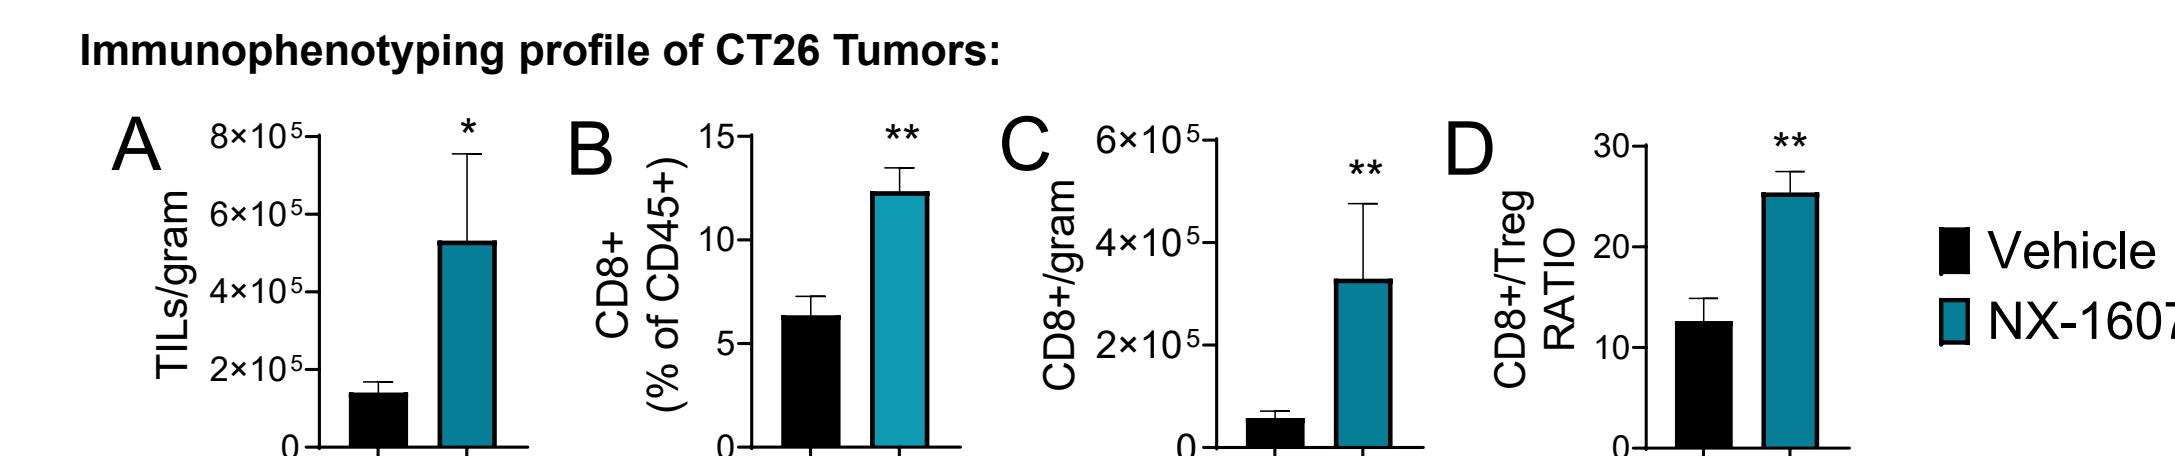 Immunophenotyping profile of CT26 Tumors:
A
TILs/gram
8×10⁵
6×10⁵
4×10⁵
2×10⁵
0
*
B
CD8+
(% of CD45+)
15
10
5
0
**
C
CD8+/gram
6×10⁵
4×10⁵
2×10⁵
0
**
D
CD8+/Treg
RATIO
30
20
10
0
**
Vehicle
NX-1607